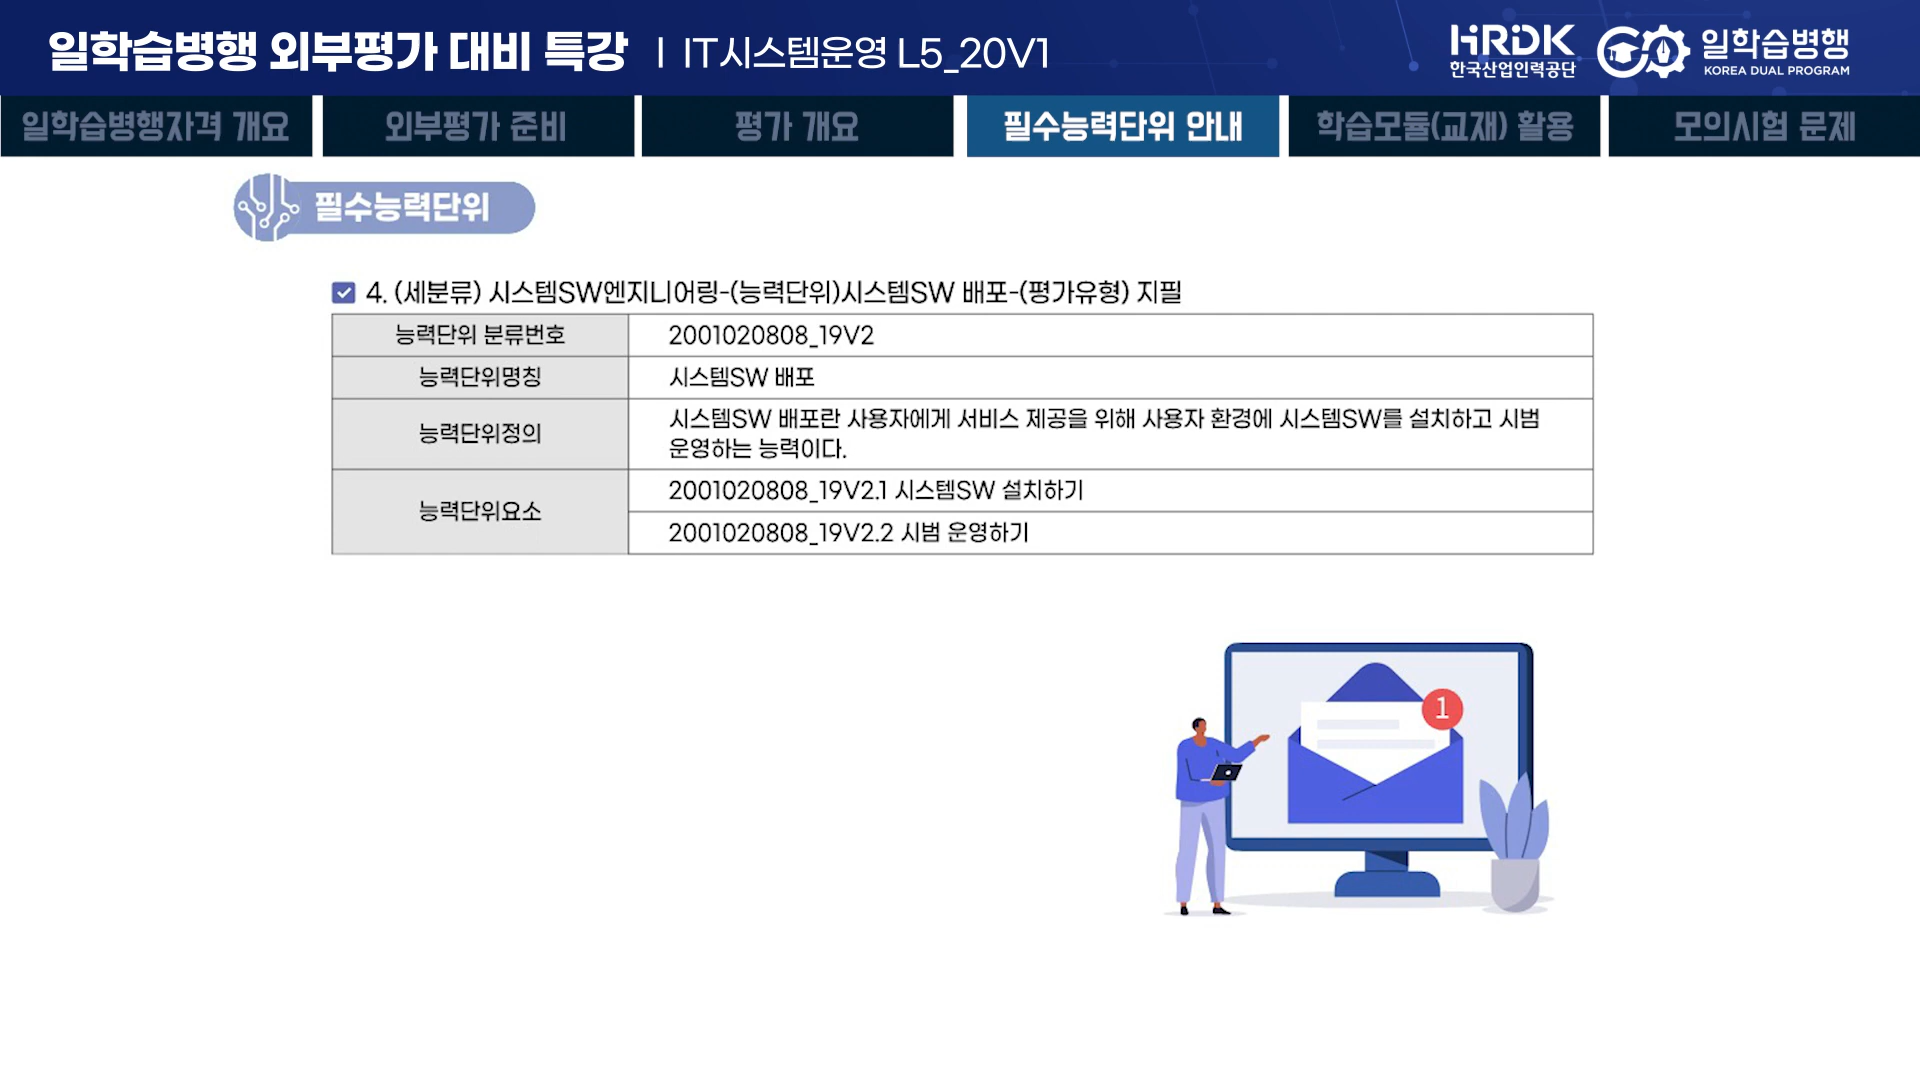 일학습병행 외부평가 대비 특강 | IT시스템운영 L5_20V1
HRDK
한국산업인력공단
일학습병행
KOREA DUAL PROGRAM
일학습병행자격 개요
외부평가 준비
평가 개요
필수능력단위 안내
학습모듈(교재) 활용
모의시험 문제
필수능력단위
4. (세분류) 시스템SW엔지니어링-(능력단위)시스템SW 배포-(평가유형) 지필
능력단위 분류번호
2001020808_19V2
능력단위명칭
시스템SW 배포
능력단위정의
시스템SW 배포란 사용자에게 서비스 제공을 위해 사용자 환경에 시스템SW를 설치하고 시범
운영하는 능력이다.
능력단위요소
2001020808_19V2.1 시스템SW 설치하기
2001020808_19V2.2 시범 운영하기
1